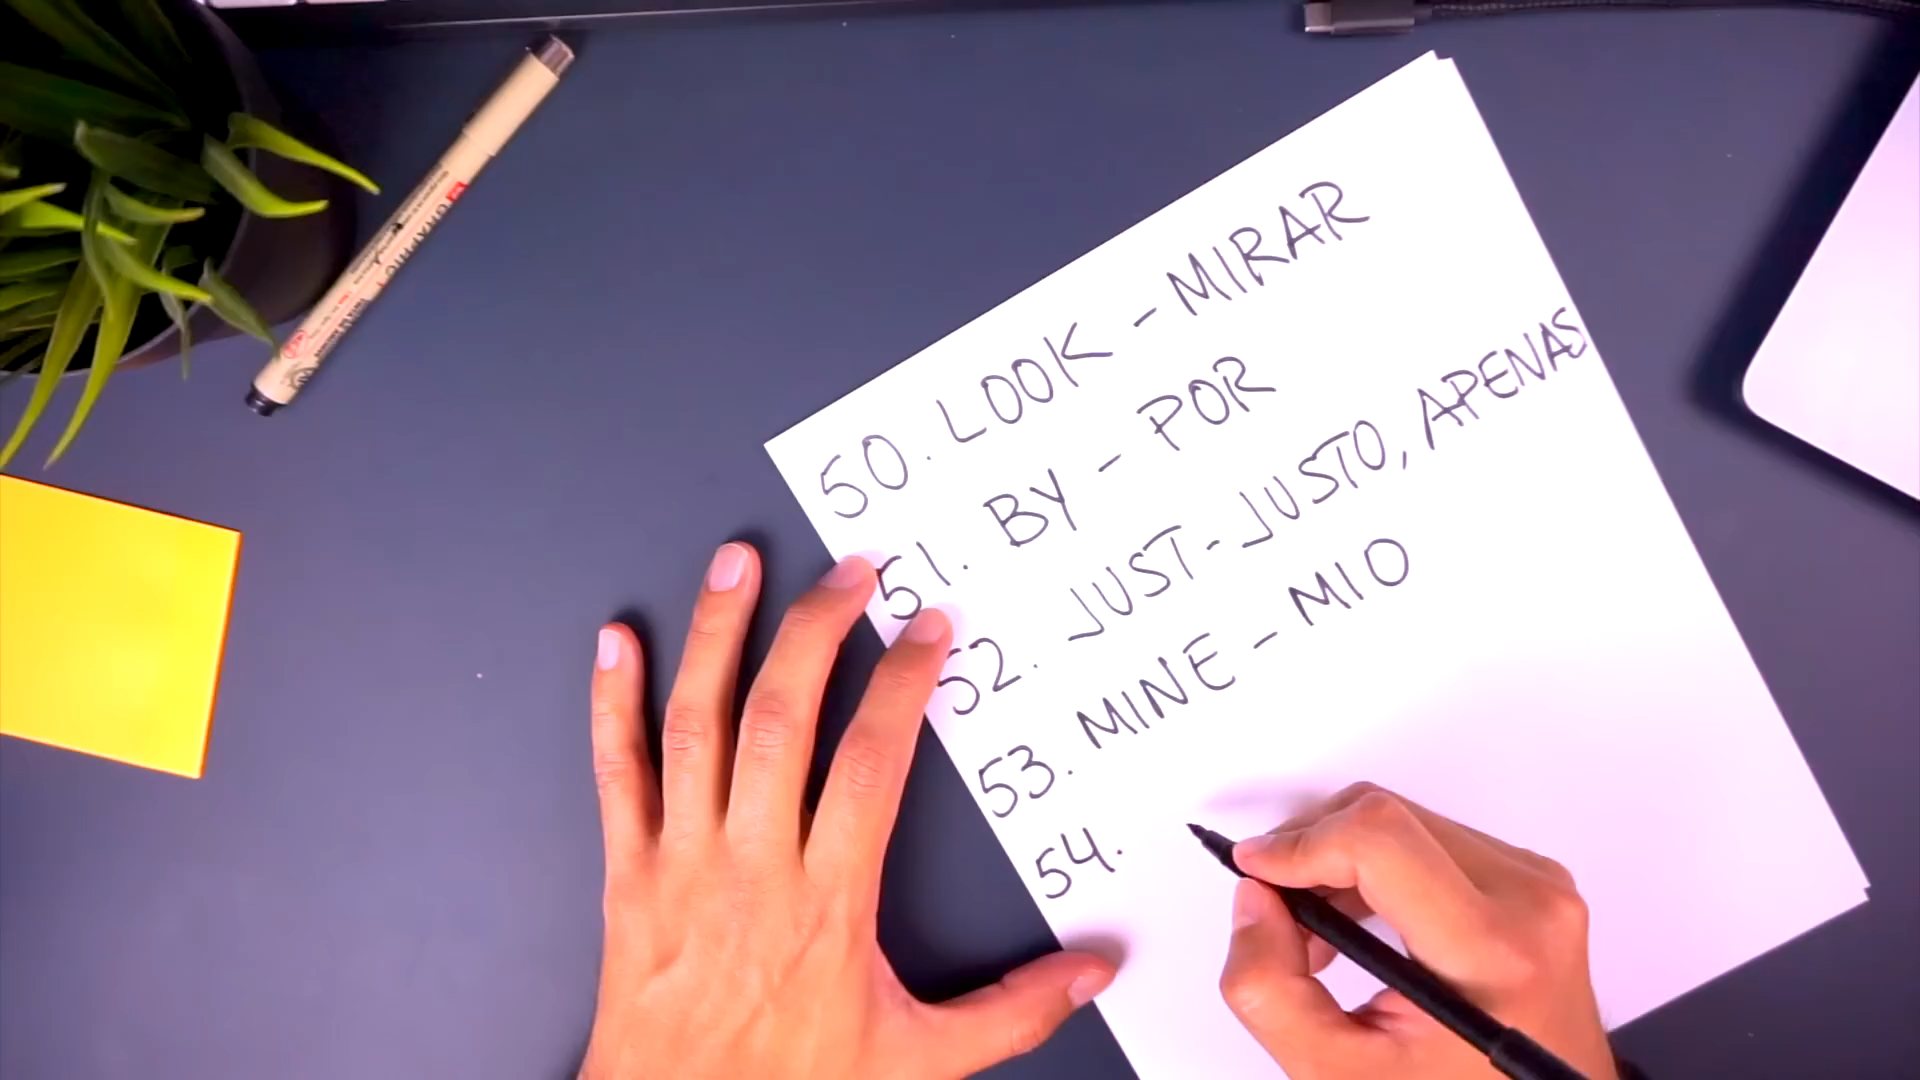 50. LOOK - MIRAR
51. BY - POR
52. JUST - JUSTO, APENAS
53. MINE - MIO
54.